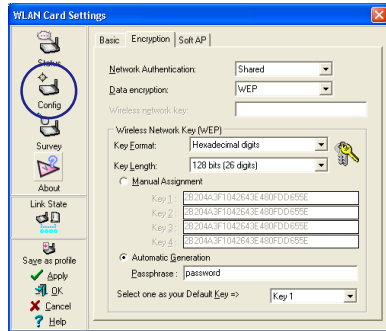 WLAN Card Settings
Status
Config
Survey
About
Link State
Save as profile
Apply
OK
Cancel
Help
Basic Encryption Soft AP
Network Authentication: Shared
Data encryption: WEP
Wireless network key:
Wireless Network Key (WEP)
Key Format: Hexadecimal digits
Key Length: 128 bits (26 digits)
Manual Assignment
Key 1 : 2B204A3F1042643E480FDD655E
Key 2 : 2B204A3F1042643E480FDD655E
Key 3 : 2B204A3F1042643E480FDD655E
Key 4 : 2B204A3F1042643E480FDD655E
Automatic Generation
Passphrase : password
Select one as your Default Key => Key 1